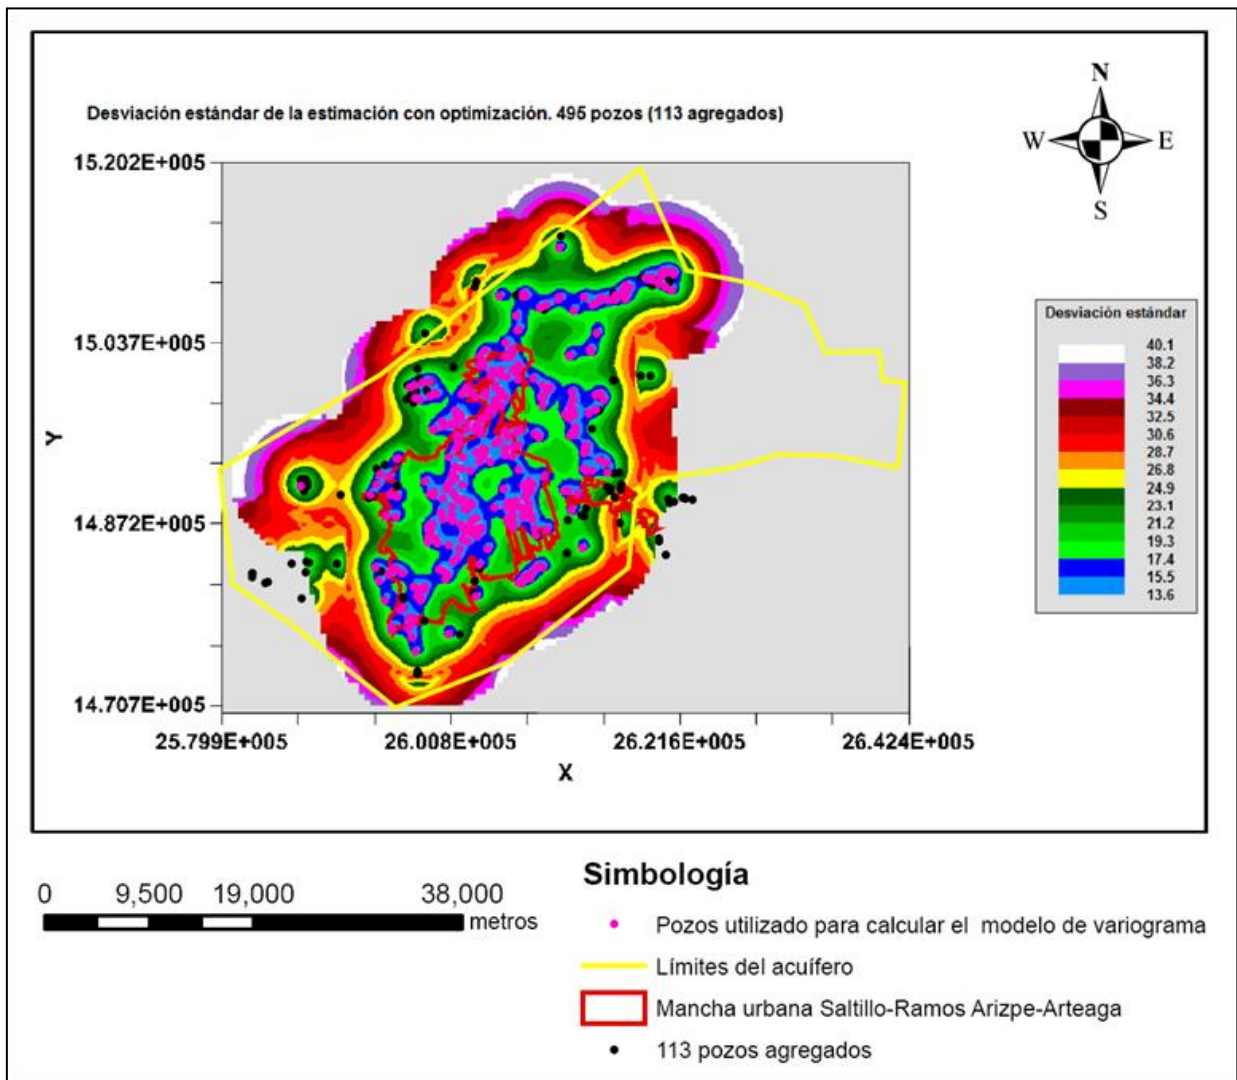 N
W E
S
Desviación estándar de la estimación con optimización. 495 pozos (113 agregados)
15.202E+005
15.037E+005
14.872E+005
14.707E+005
Y
25.799E+005 26.008E+005 26.216E+005 26.424E+005
X
Desviación estándar
40.1
38.2
36.3
34.4
32.5
30.6
28.7
26.8
24.9
23.1
21.2
19.3
17.4
15.5
13.6
0 9,500 19,000 38,000
metros
Simbología
Pozos utilizado para calcular el modelo de variograma
Límites del acuífero
Mancha urbana Saltillo-Ramos Arizpe-Arteaga
113 pozos agregados